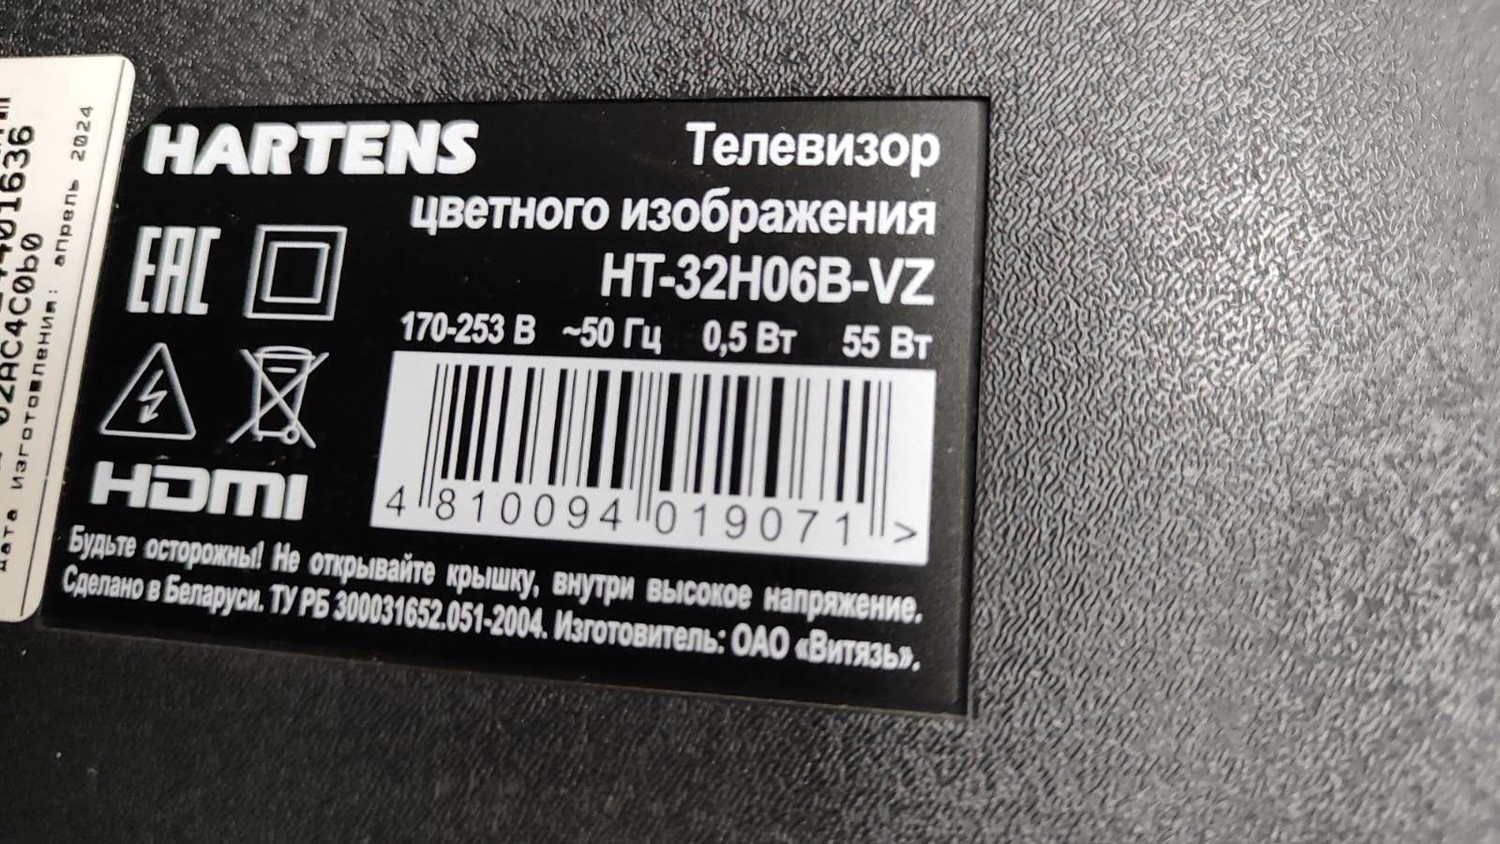 HARTENS
Телевизор
цветного изображения
HT-32H06B-VZ
EAC
170-253 В ~50 Гц 0,5 Вт 55 Вт
HDMI
4 810094 019071 >
Будьте осторожны! Не открывайте крышку, внутри высокое напряжение.
Сделано в Беларуси. ТУ РБ 300031652.051-2004. Изготовитель: ОАО «Витязь».
02AC4C0b0
дата изготовления: апрель 2024